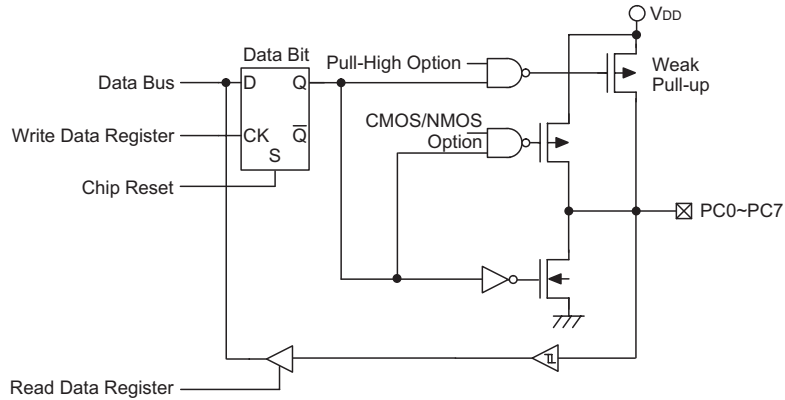 VDD
Data Bit
Pull-High Option
Weak
Pull-up
Data Bus
D
Q
CMOS/NMOS
Option
Write Data Register
CK
Q
S
Chip Reset
PC0~PC7
Read Data Register